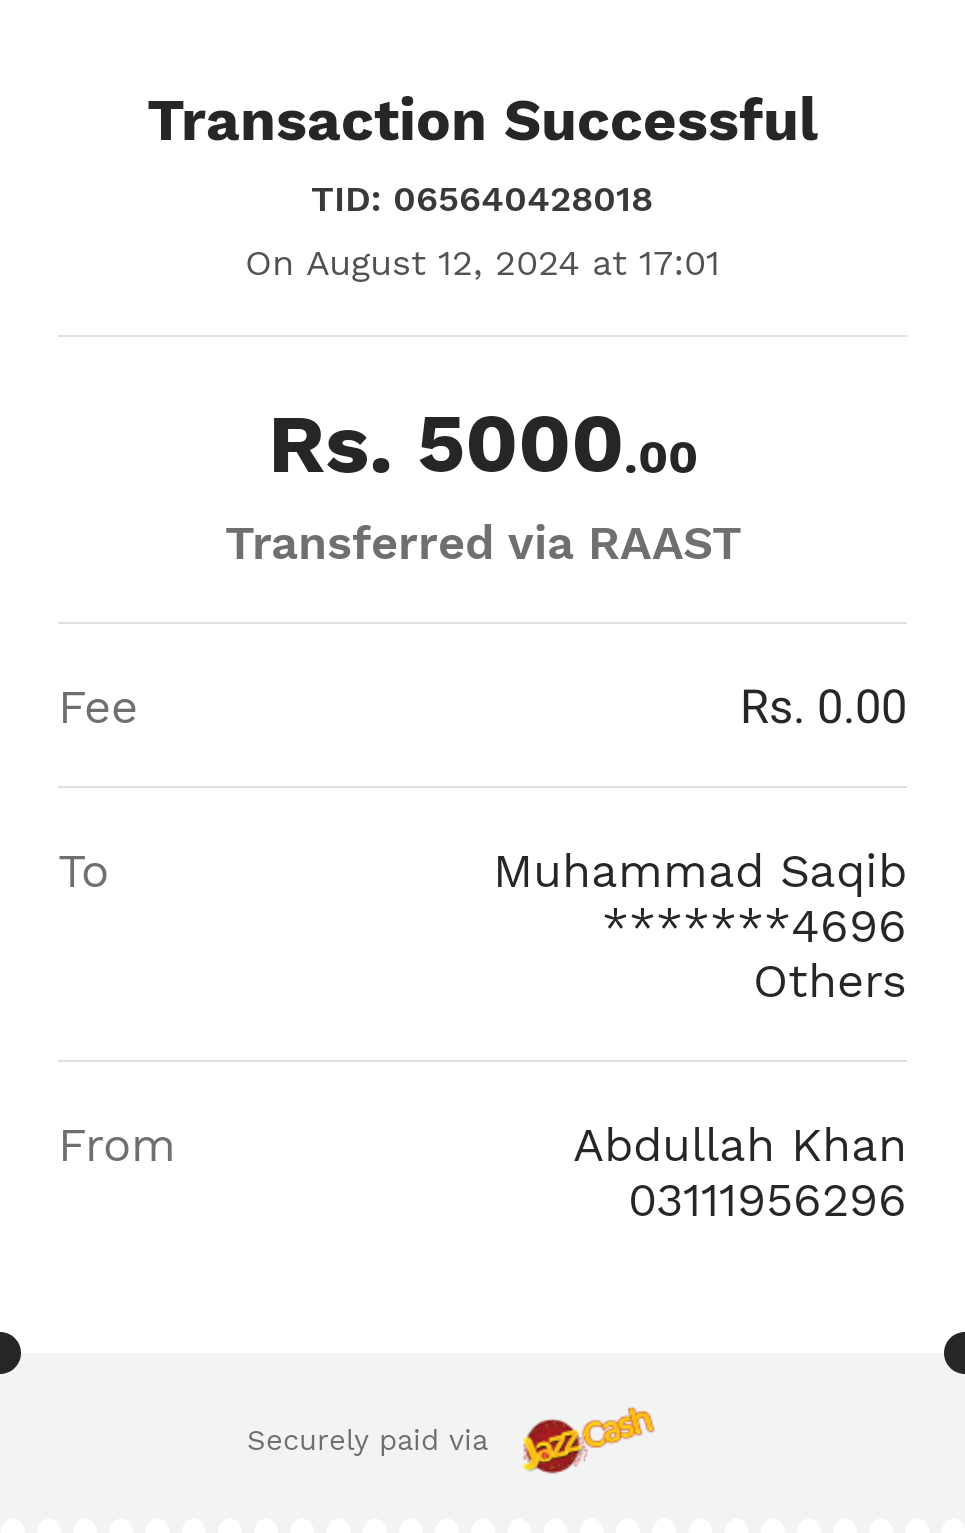 Transaction Successful
TID: 065640428018
On August 12, 2024 at 17:01
Rs. 5000.00
Transferred via RAAST
Fee Rs. 0.00
To Muhammad Saqib
*******4696
Others
From Abdullah Khan
03111956296
Securely paid via JazzCash